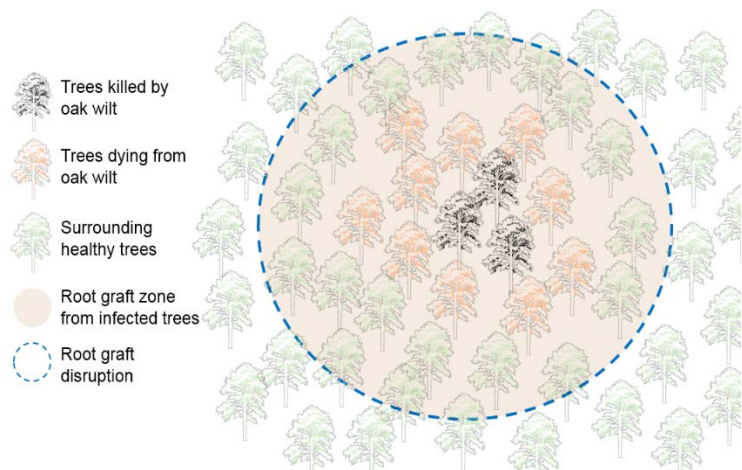 Trees killed by
oak wilt
Trees dying from
oak wilt
Surrounding
healthy trees
Root graft zone
from infected trees
Root graft
disruption